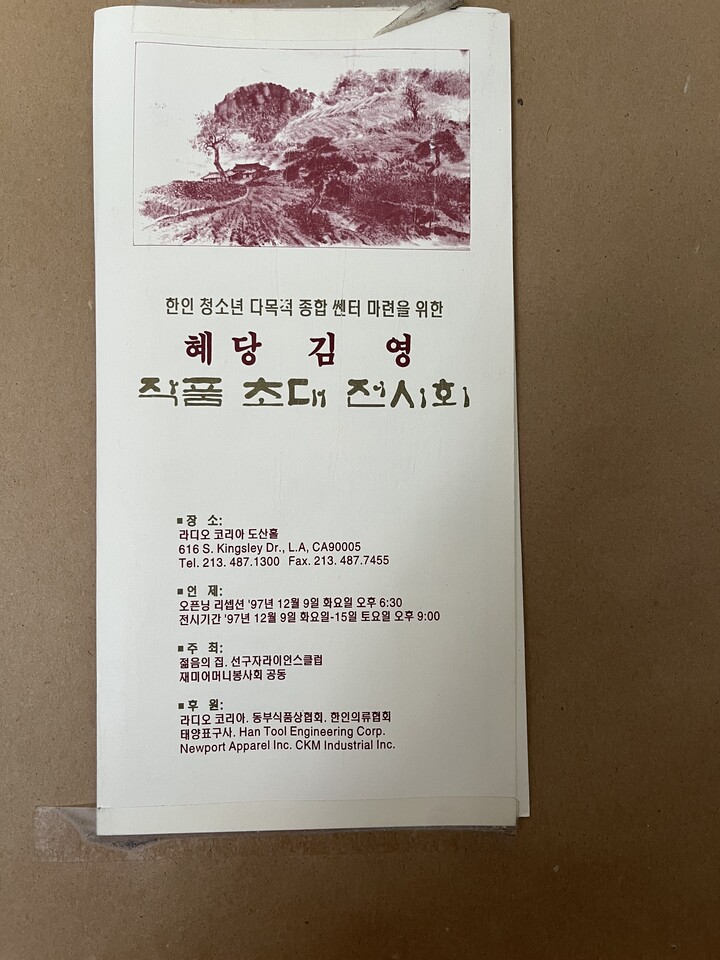 한인 청소년 다목적 종합 쎈터 마련을 위한
혜당 김 영
작품 초대 전시회
■ 장 소:
라디오 코리아 도산홀
616 S. Kingsley Dr., L.A, CA90005
Tel. 213. 487.1300 Fax. 213. 487.7455
■ 언 제:
오픈닝 리셉션 '97년 12월 9일 화요일 오후 6:30
전시기간 '97년 12월 9일 화요일-15일 토요일 오후 9:00
■ 주 최:
젊음의 집. 선구자라이언스클럽
재미어머니봉사회 공동
■ 후 원:
라디오 코리아. 동부식품상협회. 한인의류협회
태양표구사. Han Tool Engineering Corp.
Newport Apparel Inc. CKM Industrial Inc.